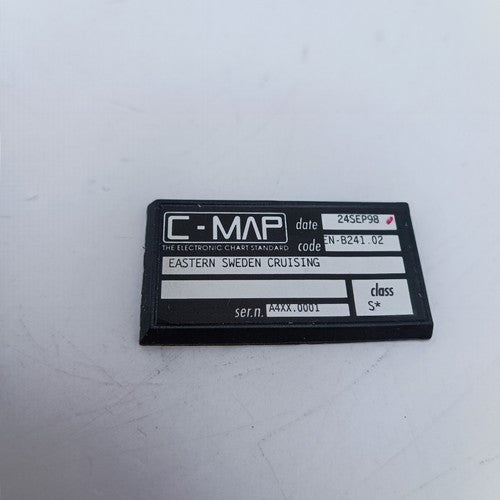 C-MAP date 24SEP98
THE ELECTRONIC CHART STANDARD code EN-B241.02
EASTERN SWEDEN CRUISING
class
ser.n. A4XX.0001 S*